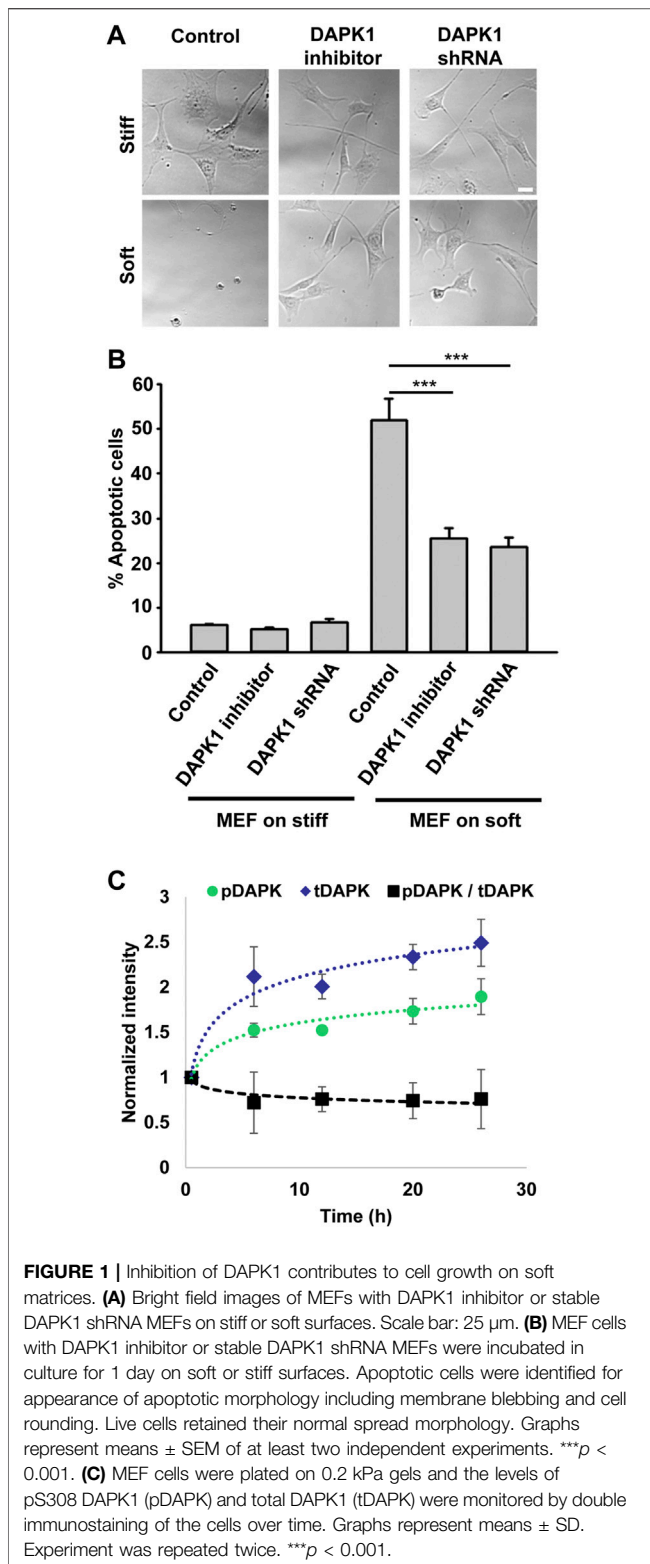 A
Control
DAPK1
inhibitor
DAPK1
shRNA
Stiff
Soft
B
***
***
% Apoptotic cells
60
50
40
30
20
10
0
Control
DAPK1 inhibitor
DAPK1 shRNA
Control
DAPK1 inhibitor
DAPK1 shRNA
MEF on stiff
MEF on soft
C
pDAPK tDAPK pDAPK / tDAPK
Normalized intensity
3
2.5
2
1.5
1
0.5
0
0 10 20 30
Time (h)
FIGURE 1 | Inhibition of DAPK1 contributes to cell growth on soft
matrices. (A) Bright field images of MEFs with DAPK1 inhibitor or stable
DAPK1 shRNA MEFs on stiff or soft surfaces. Scale bar: 25 μm. (B) MEF cells
with DAPK1 inhibitor or stable DAPK1 shRNA MEFs were incubated in
culture for 1 day on soft or stiff surfaces. Apoptotic cells were identified for
appearance of apoptotic morphology including membrane blebbing and cell
rounding. Live cells retained their normal spread morphology. Graphs
represent means ± SEM of at least two independent experiments. ***p <
0.001. (C) MEF cells were plated on 0.2 kPa gels and the levels of
pS308 DAPK1 (pDAPK) and total DAPK1 (tDAPK) were monitored by double
immunostaining of the cells over time. Graphs represent means ± SD.
Experiment was repeated twice. ***p < 0.001.